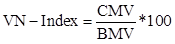 VN-Index = CMV/BMV *100